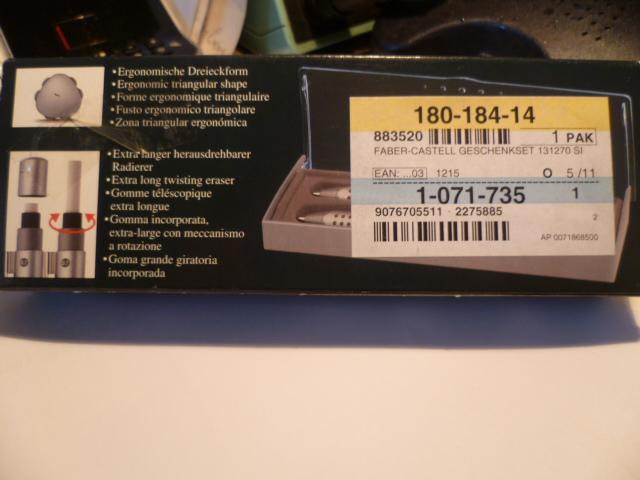 • Ergonomische Dreieckform
• Ergonomic triangular shape
• Forme ergonomique triangulaire
• Fusto ergonomico triangolare
• Zona triangular ergonómica
• Extra langer herausdrehbarer
Radierer
• Extra long twisting eraser
• Gomme téléscopique
extra longue
• Gomma incorporata,
extra-large con meccanismo
a rotazione
• Goma grande giratoria
incorporada
180-184-14
883520 1 PAK
FABER-CASTELL GESCHENKSET 131270 SI
EAN: ...03 1215 O 5/11
1-071-735 1
9076705511 2275885 2
AP 0071868500